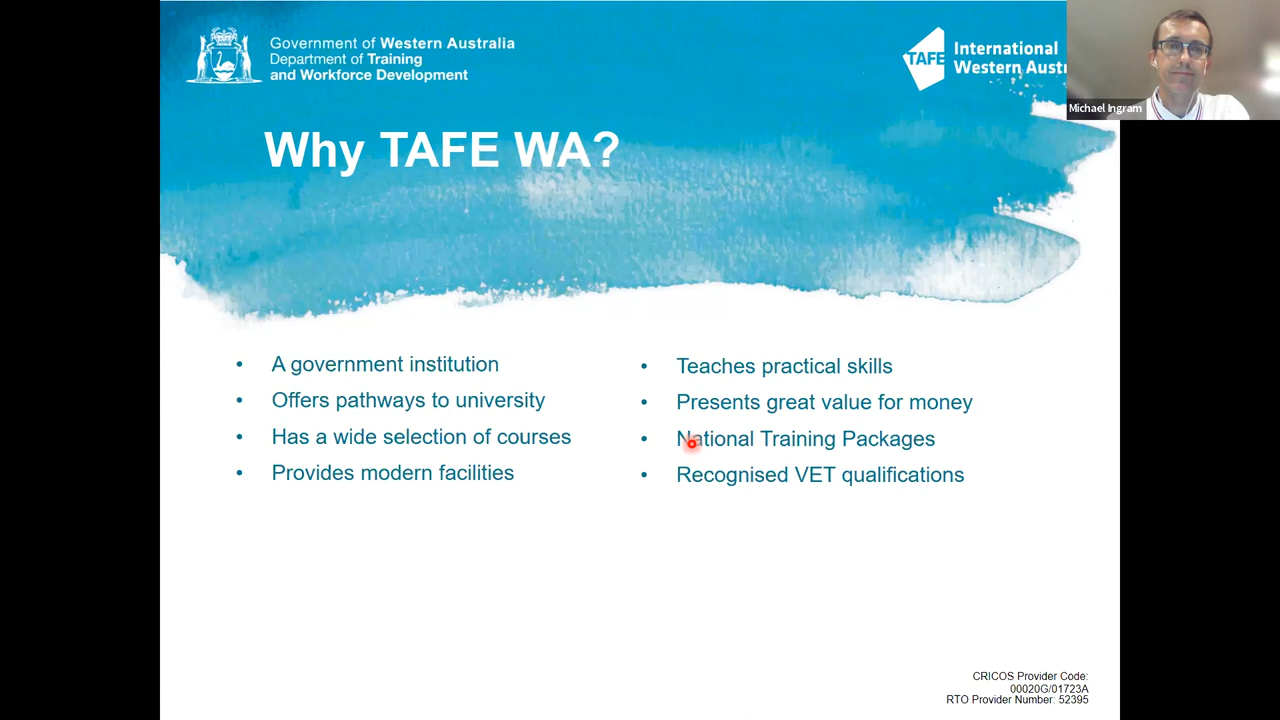 Government of Western Australia
Department of Training
and Workforce Development
TAFE
International
Western Austr
Michael Ingram
Why TAFE WA?
• A government institution
• Offers pathways to university
• Has a wide selection of courses
• Provides modern facilities
• Teaches practical skills
• Presents great value for money
• National Training Packages
• Recognised VET qualifications
CRICOS Provider Code:
00020G/01723A
RTO Provider Number: 52395